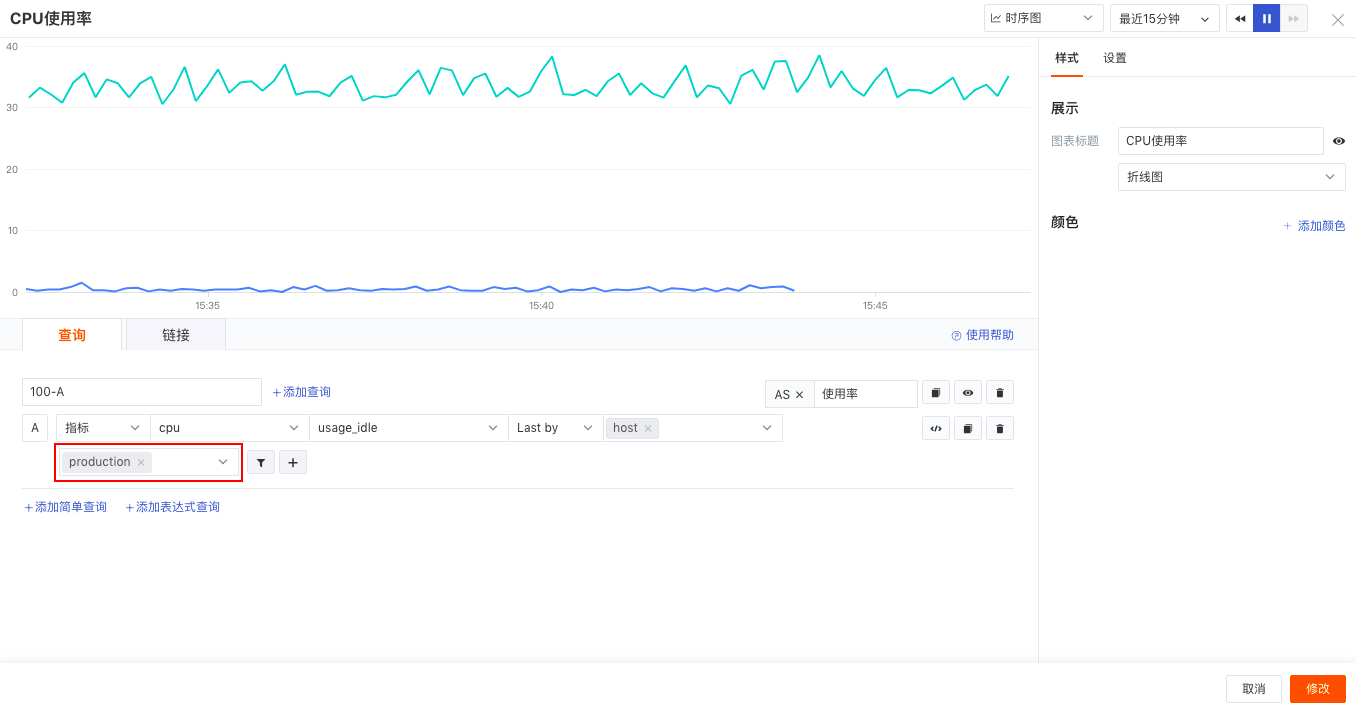 CPU使用率
时序图
最近15分钟
40
30
20
10
0
15:35
15:40
15:45
样式
设置
展示
图表标题
CPU使用率
折线图
颜色
+ 添加颜色
查询
链接
使用帮助
100-A
+添加查询
AS ×
使用率
A
指标
cpu
usage_idle
Last by
host ×
production ×
+添加简单查询
+添加表达式查询
取消
修改